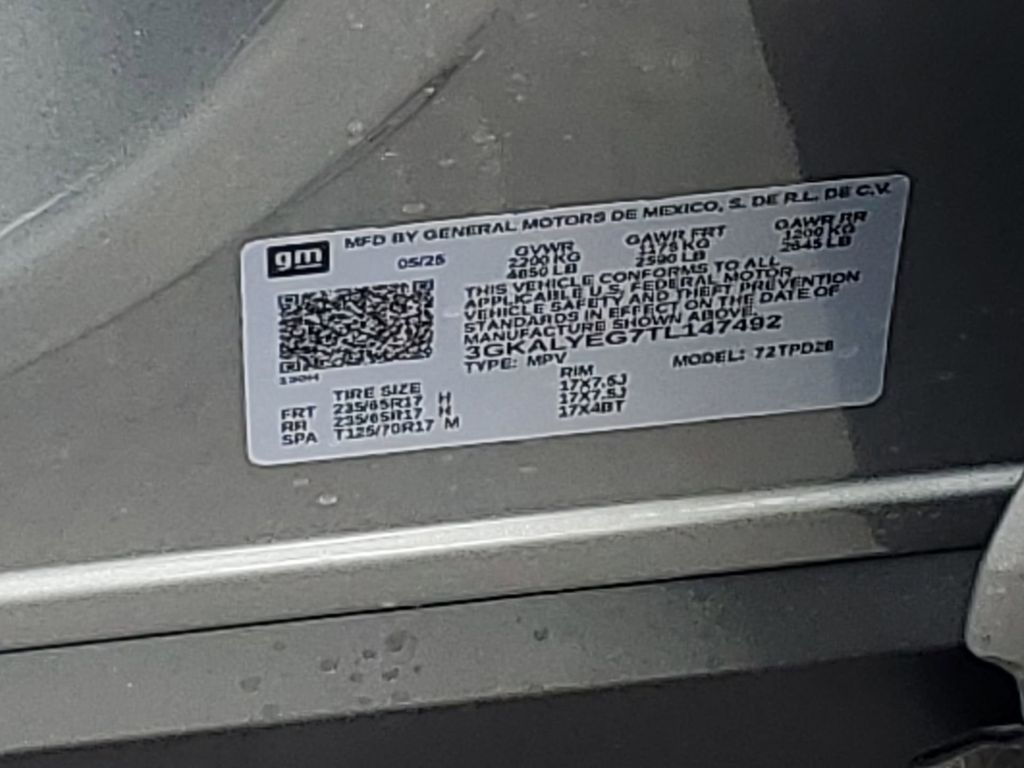 gm
MFD BY GENERAL MOTORS DE MEXICO, S. DE R.L. DE C.V.
05/25
GVWR GAWR FRT GAWR RR
2200 KG 1175 KG 1200 KG
4850 LB 2590 LB 2645 LB
THIS VEHICLE CONFORMS TO ALL
APPLICABLE U.S. FEDERAL MOTOR
VEHICLE SAFETY AND THEFT PREVENTION
STANDARDS IN EFFECT ON THE DATE OF
MANUFACTURE SHOWN ABOVE.
3GKALYEG7TL147492
TYPE: MPV MODEL: 72TPD26
TIRE SIZE RIM
FRT 235/65R17 H 17X7.5J
RR 235/65R17 H 17X7.5J
SPA T125/70R17 M 17X4BT